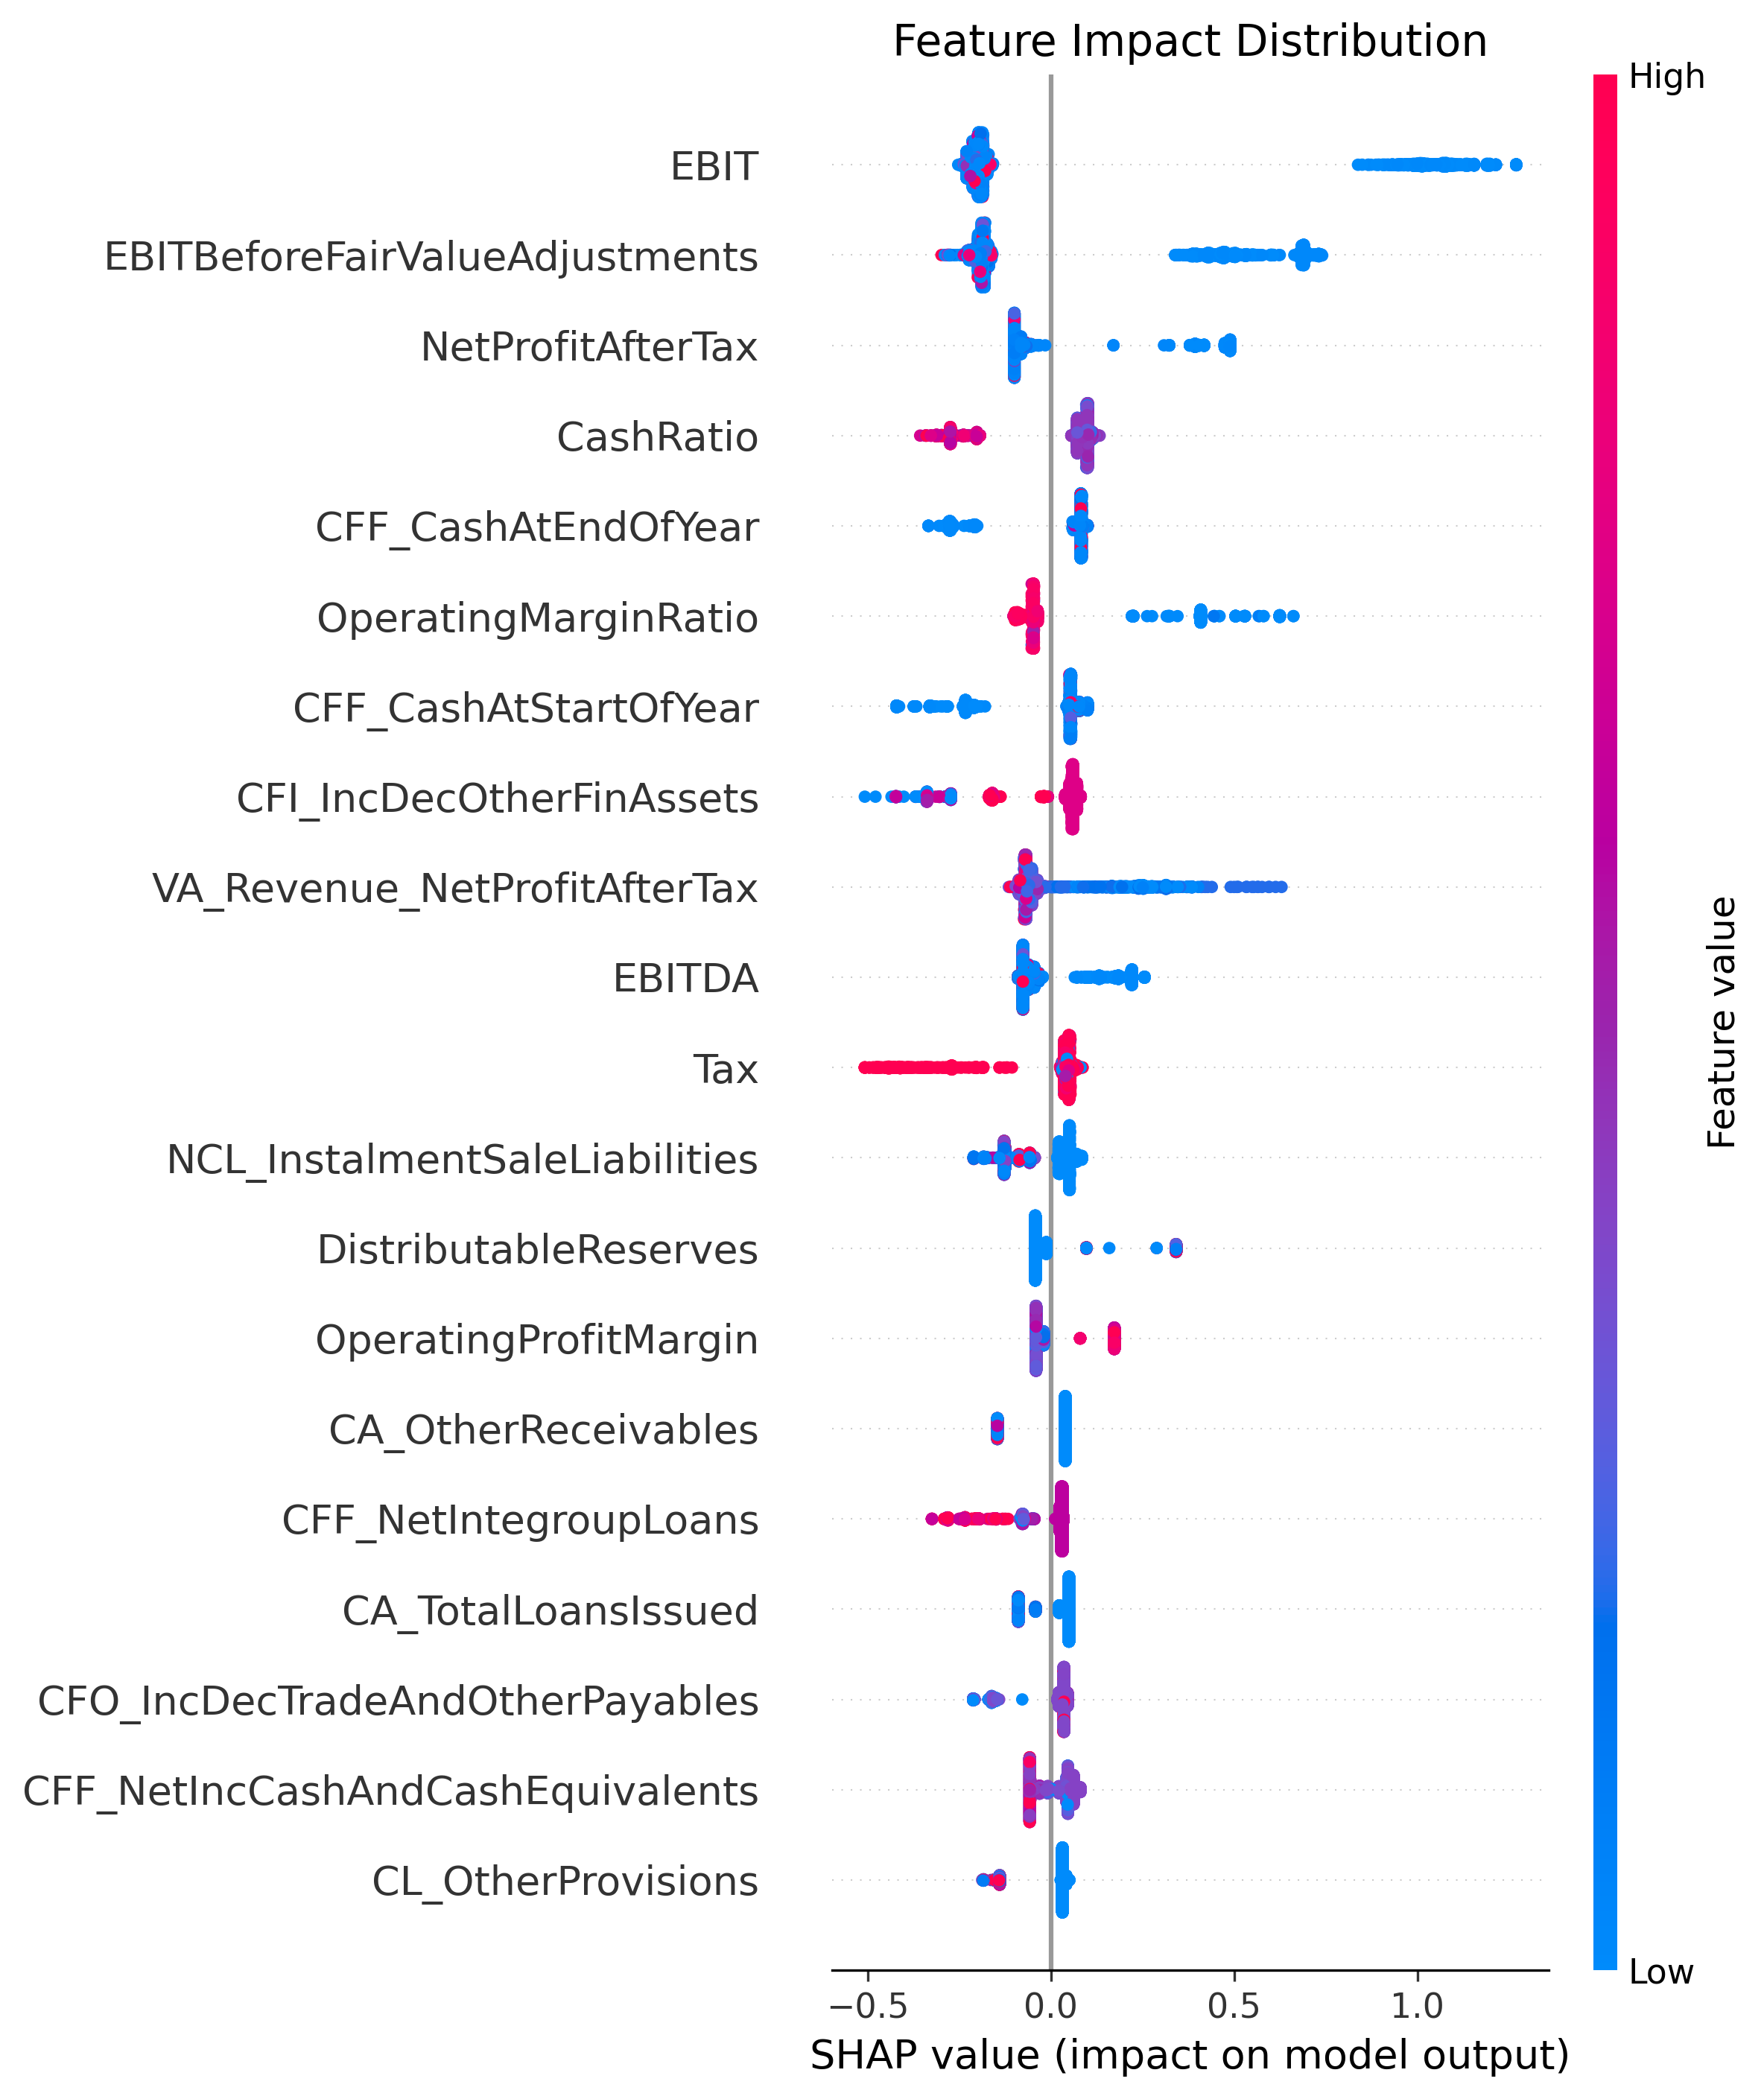 Feature Impact Distribution
High
EBIT
EBITBeforeFairValueAdjustments
NetProfitAfterTax
CashRatio
CFF_CashAtEndOfYear
OperatingMarginRatio
CFF_CashAtStartOfYear
CFI_IncDecOtherFinAssets
VA_Revenue_NetProfitAfterTax
EBITDA
Tax
NCL_InstalmentSaleLiabilities
DistributableReserves
OperatingProfitMargin
CA_OtherReceivables
CFF_NetIntegroupLoans
CA_TotalLoansIssued
CFO_IncDecTradeAndOtherPayables
CFF_NetIncCashAndCashEquivalents
CL_OtherProvisions
Feature value
Low
−0.5 0.0 0.5 1.0
SHAP value (impact on model output)